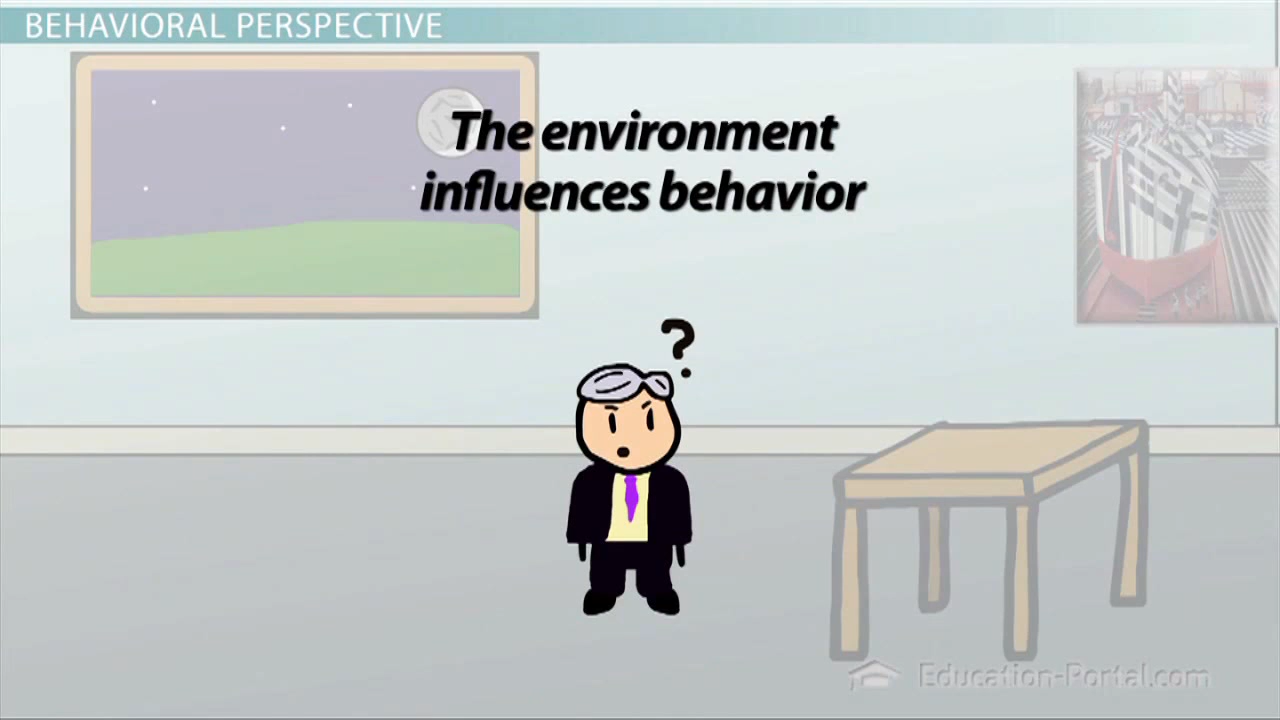 BEHAVIORAL PERSPECTIVE
The environment
influences behavior
?
Education-Portal.com